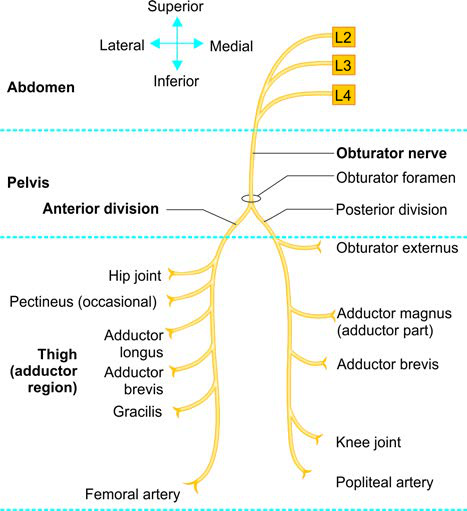 Superior
Lateral
Medial
Inferior
L2
L3
L4
Abdomen
Obturator nerve
Obturator foramen
Pelvis
Anterior division
Posterior division
Obturator externus
Hip joint
Pectineus (occasional)
Adductor magnus
(adductor part)
Adductor
longus
Thigh
(adductor
region)
Adductor
brevis
Adductor brevis
Gracilis
Knee joint
Popliteal artery
Femoral artery